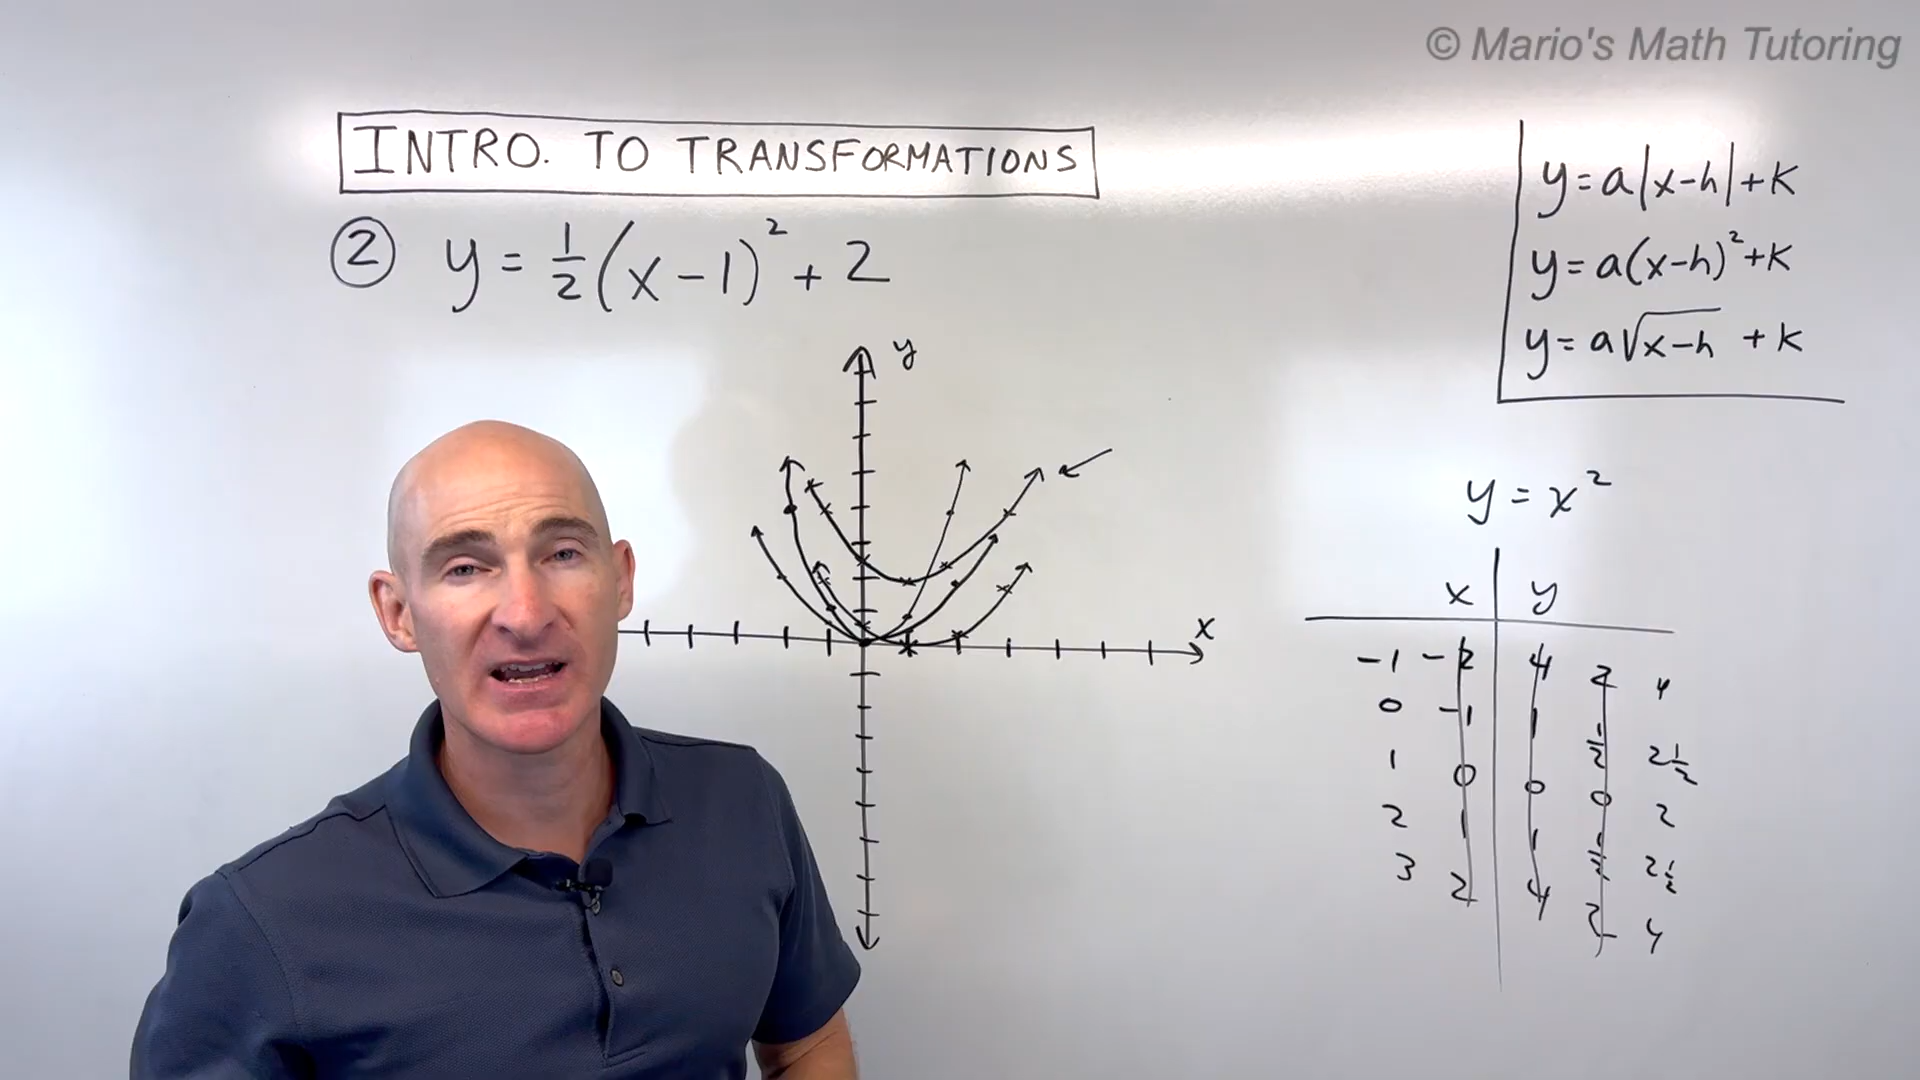 © Mario's Math Tutoring
INTRO. TO TRANSFORMATIONS
② y = 1/2 (x - 1)² + 2
y = a|x-h| + k
y = a(x-h)² + k
y = a√x-h + k
y
x
y = x²
x y
-1 -2 4 2 4
0 -1 1 1/2 2 1/2
1 0 0 0 2
2 1 1 1/2 2 1/2
3 2 4 2 4